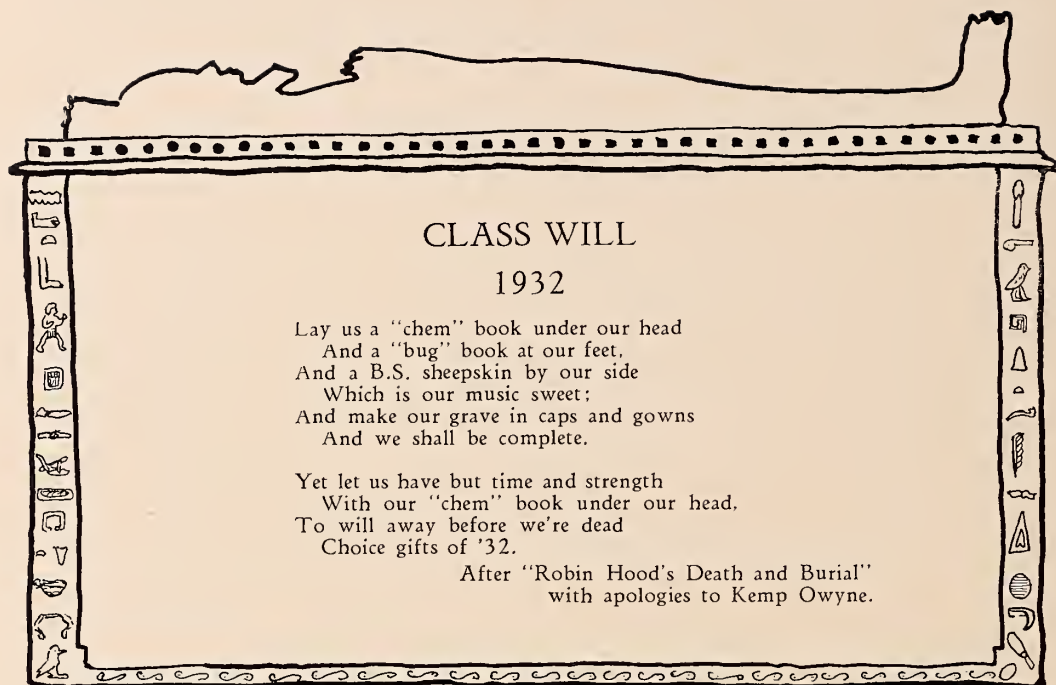 CLASS WILL
1932
Lay us a "chem" book under our head
And a "bug" book at our feet,
And a B.S. sheepskin by our side
Which is our music sweet;
And make our grave in caps and gowns
And we shall be complete.
Yet let us have but time and strength
With our "chem" book under our head,
To will away before we're dead
Choice gifts of '32.
After "Robin Hood's Death and Burial"
with apologies to Kemp Owyne.